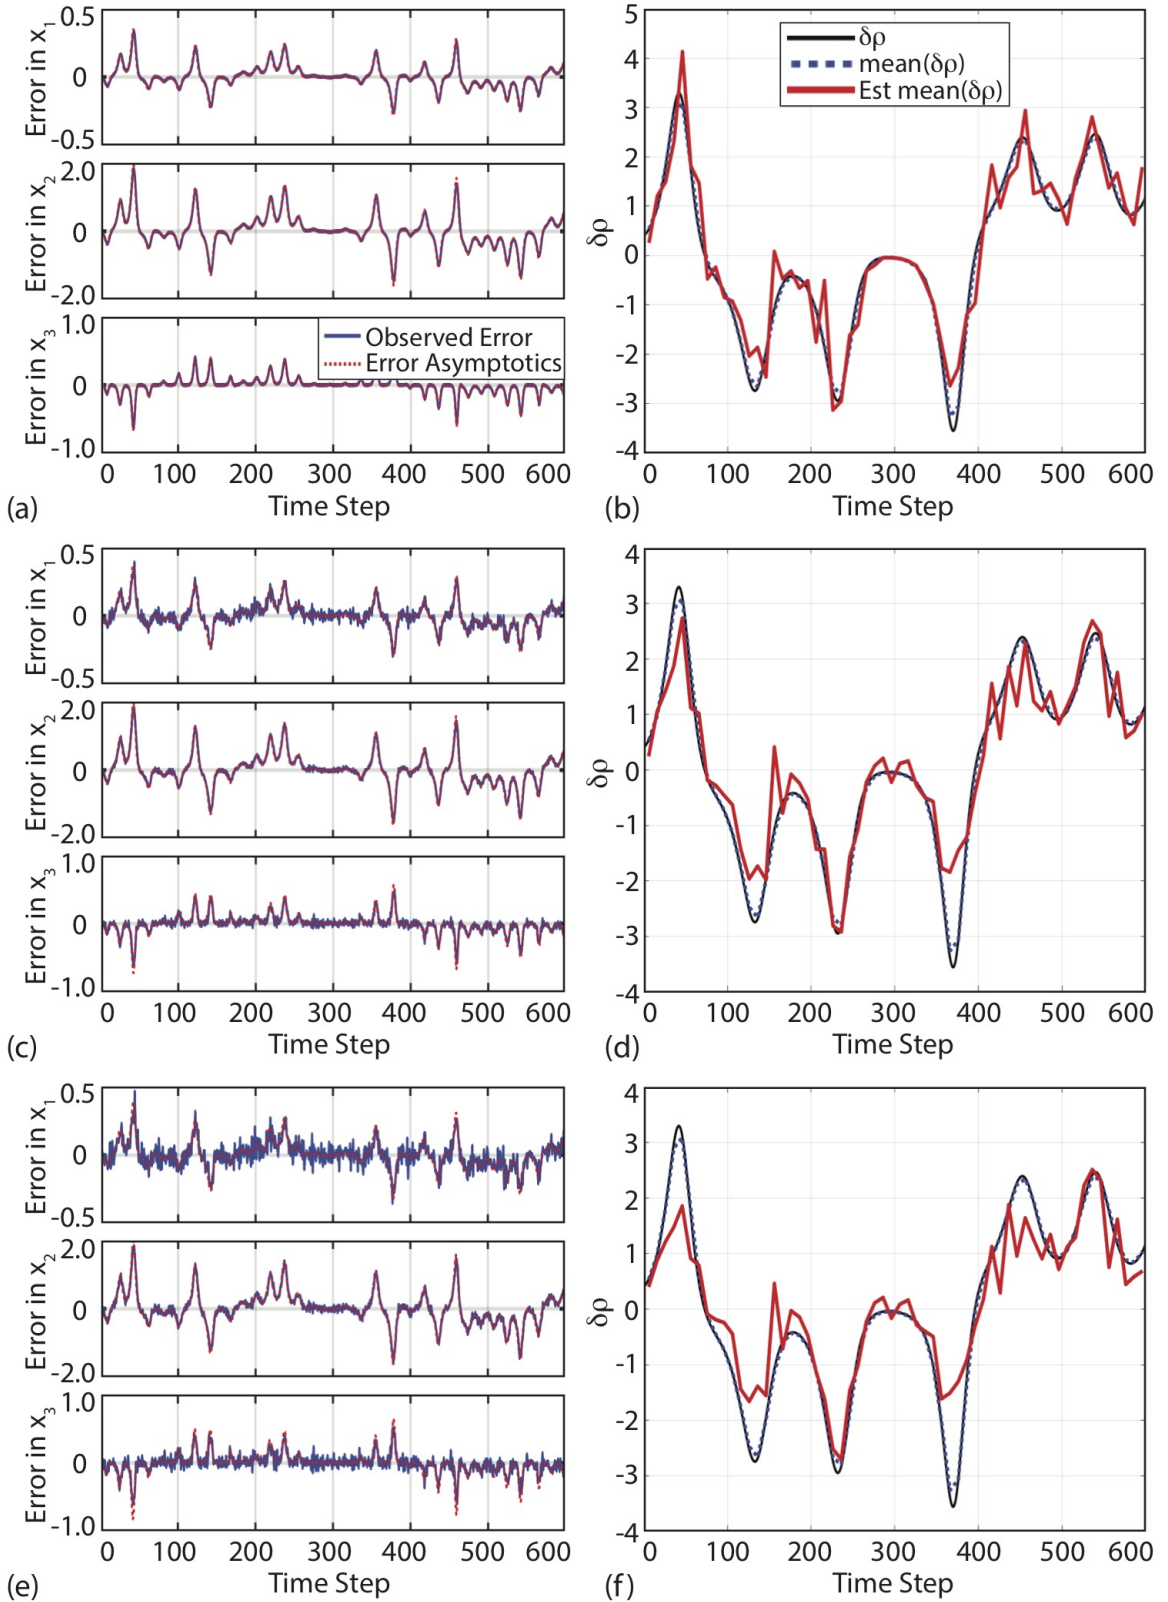 0.5
0
-0.5
Error in x1
2.0
0
-2.0
Error in x2
1.0
0
-1.0
Error in x3
Observed Error
Error Asymptotics
0 100 200 300 400 500 600
Time Step
(a)
5
4
3
2
1
0
-1
-2
-3
-4
δρ
δρ
mean(δρ)
Est mean(δρ)
0 100 200 300 400 500 600
Time Step
(b)
0.5
0
-0.5
Error in x1
2.0
0
-2.0
Error in x2
1.0
0
-1.0
Error in x3
0 100 200 300 400 500 600
Time Step
(c)
4
3
2
1
0
-1
-2
-3
-4
δρ
0 100 200 300 400 500 600
Time Step
(d)
0.5
0
-0.5
Error in x1
2.0
0
-2.0
Error in x2
1.0
0
-1.0
Error in x3
0 100 200 300 400 500 600
Time Step
(e)
4
3
2
1
0
-1
-2
-3
-4
δρ
0 100 200 300 400 500 600
Time Step
(f)